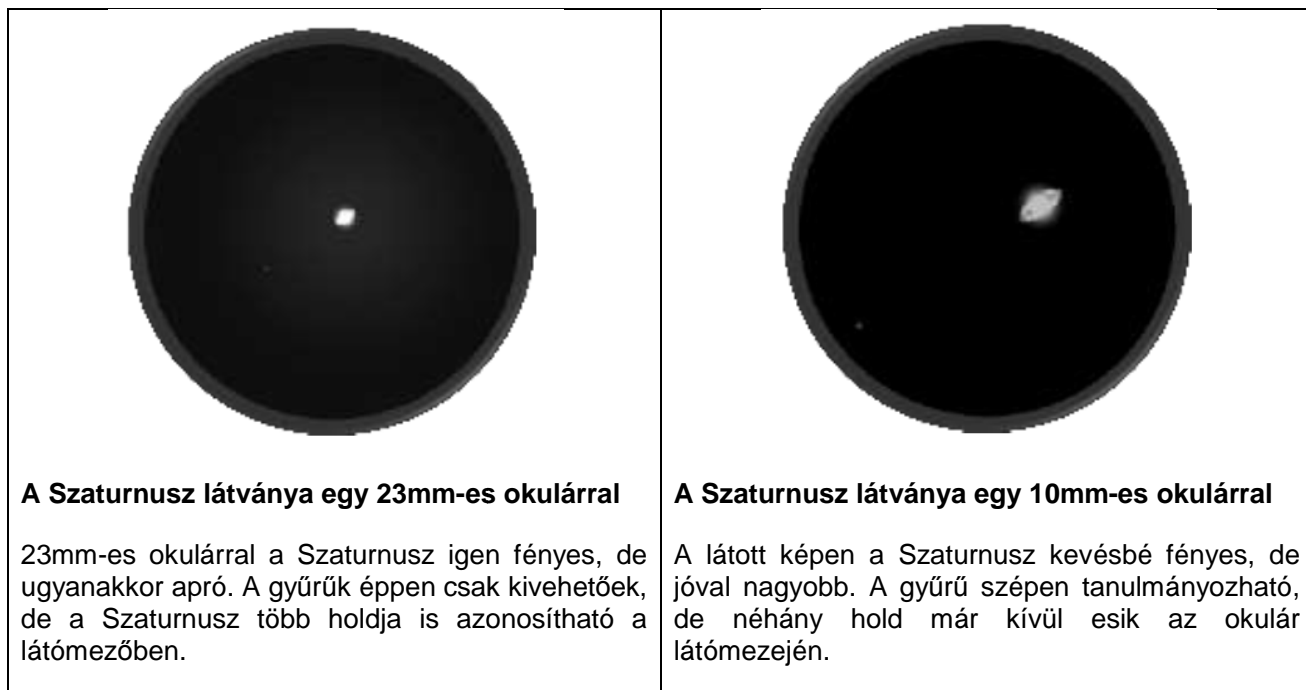 A Szaturnusz látványa egy 23mm-es okulárral
23mm-es okulárral a Szaturnusz igen fényes, de
ugyanakkor apró. A gyűrűk éppen csak kivehetőek,
de a Szaturnusz több holdja is azonosítható a
látómezőben.
A Szaturnusz látványa egy 10mm-es okulárral
A látott képen a Szaturnusz kevésbé fényes, de
jóval nagyobb. A gyűrű szépen tanulmányozható,
de néhány hold már kívül esik az okulár
látómezején.